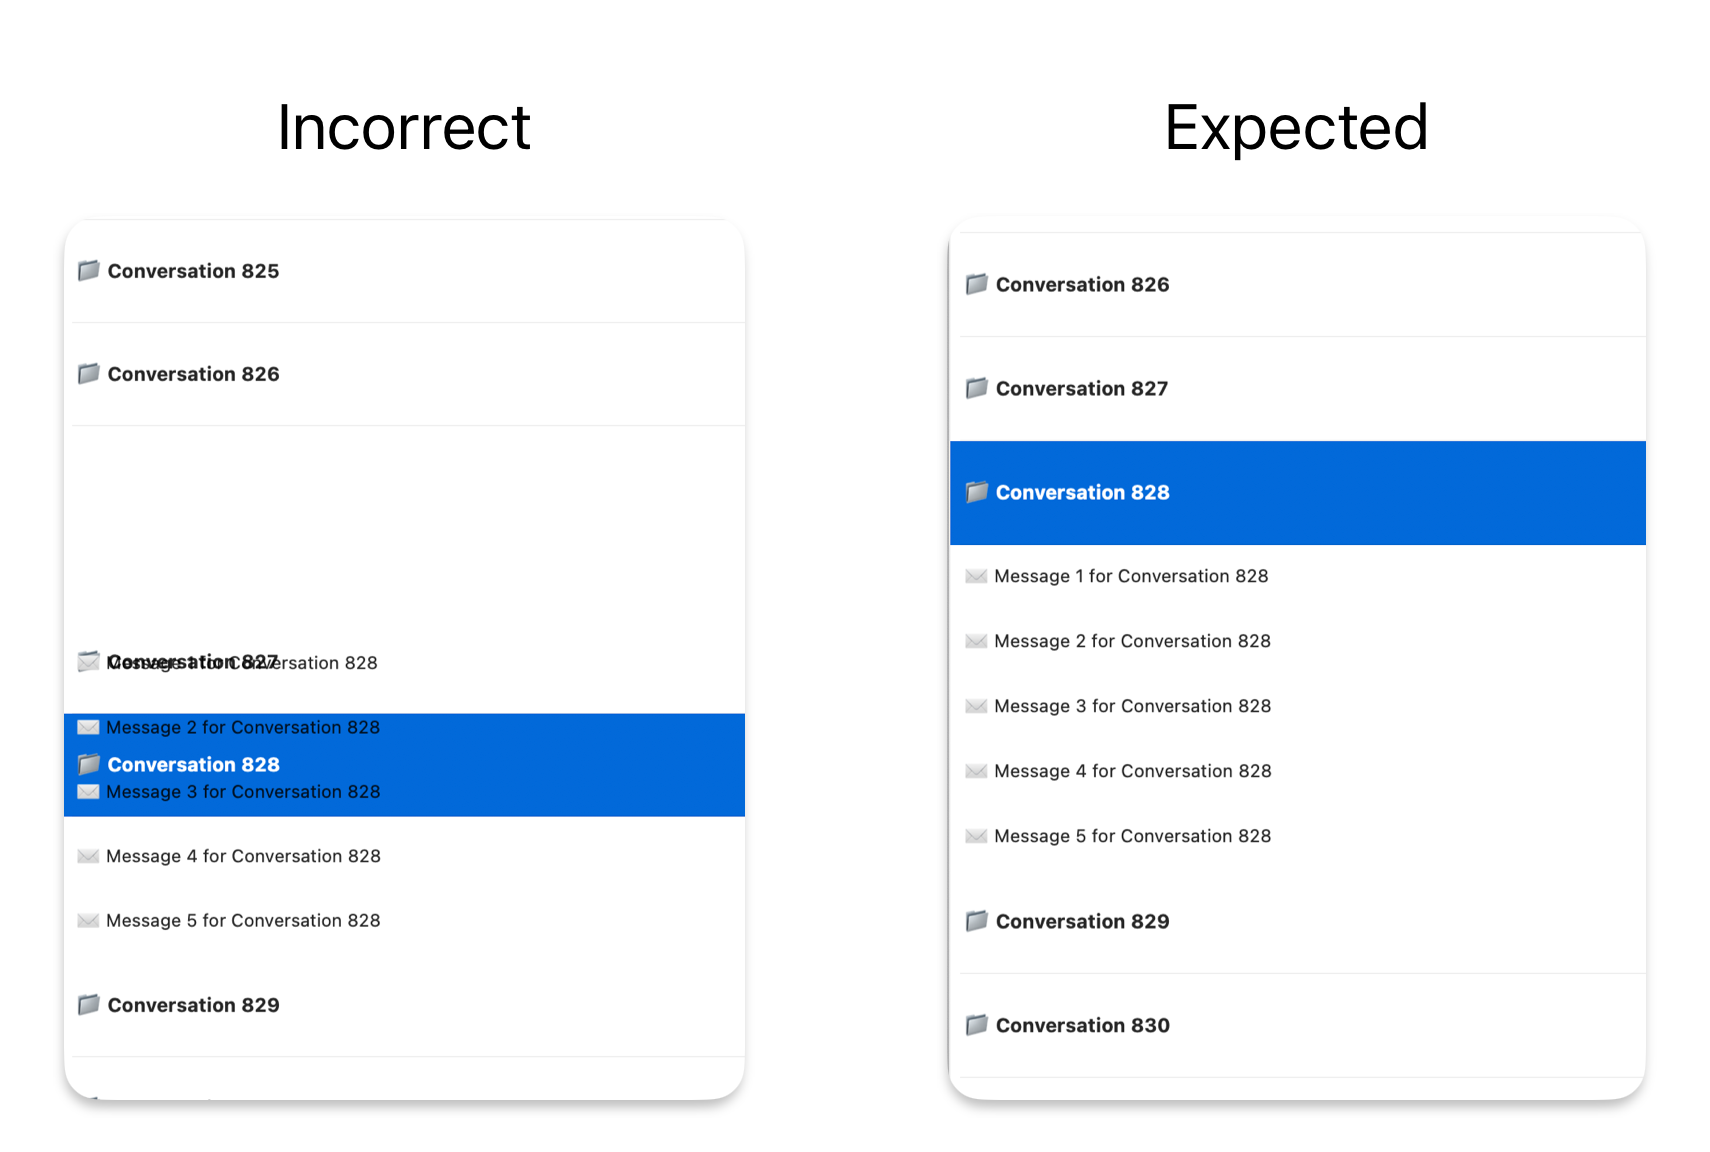 Incorrect
Conversation 825
Conversation 826
Conversation 827
Message 1 for Conversation 828
Message 2 for Conversation 828
Conversation 828
Message 3 for Conversation 828
Message 4 for Conversation 828
Message 5 for Conversation 828
Conversation 829
Expected
Conversation 826
Conversation 827
Conversation 828
Message 1 for Conversation 828
Message 2 for Conversation 828
Message 3 for Conversation 828
Message 4 for Conversation 828
Message 5 for Conversation 828
Conversation 829
Conversation 830